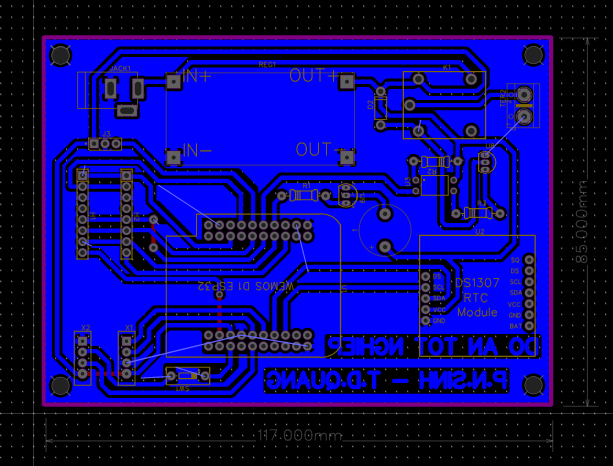 JACK1
REG1
K1
IN+
OUT+
D2
J3
IN-
OUT-
R1
U2
DS1307
RTC
Module
DS
SCL
SDA
VCC
GND
SQ
DS
SCL
SDA
VCC
GND
BAT
WEMOS D1 ESP32
X2
X1
SW5
DO AN TOT NGHIEP
P.N.SINH - T.D.QUANG
117.000mm
85.000mm